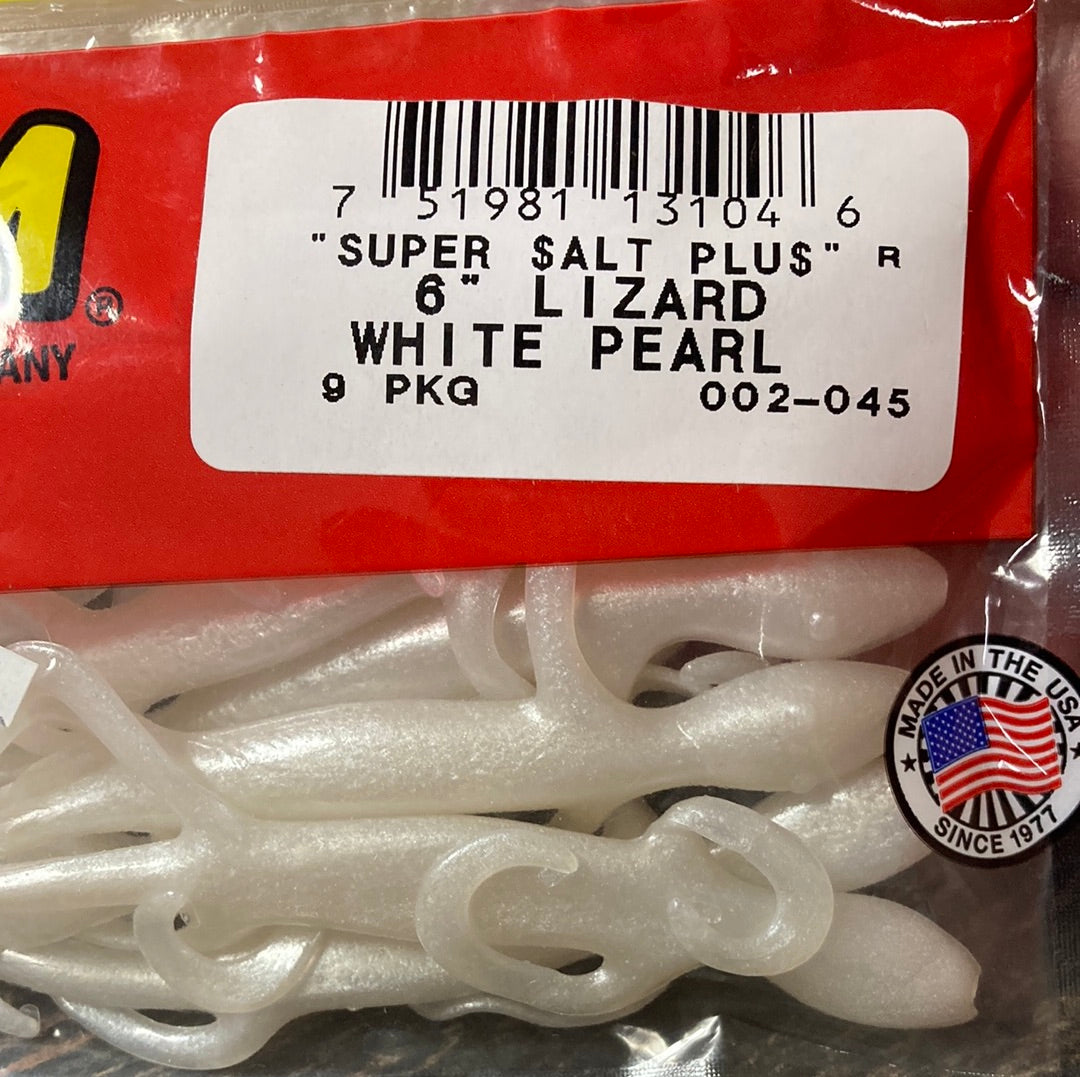 M®
ANY
7 51981 13104 6
"SUPER $ALT PLU$" R
6" LIZARD
WHITE PEARL
9 PKG 002-045
MADE IN THE USA
SINCE 1977